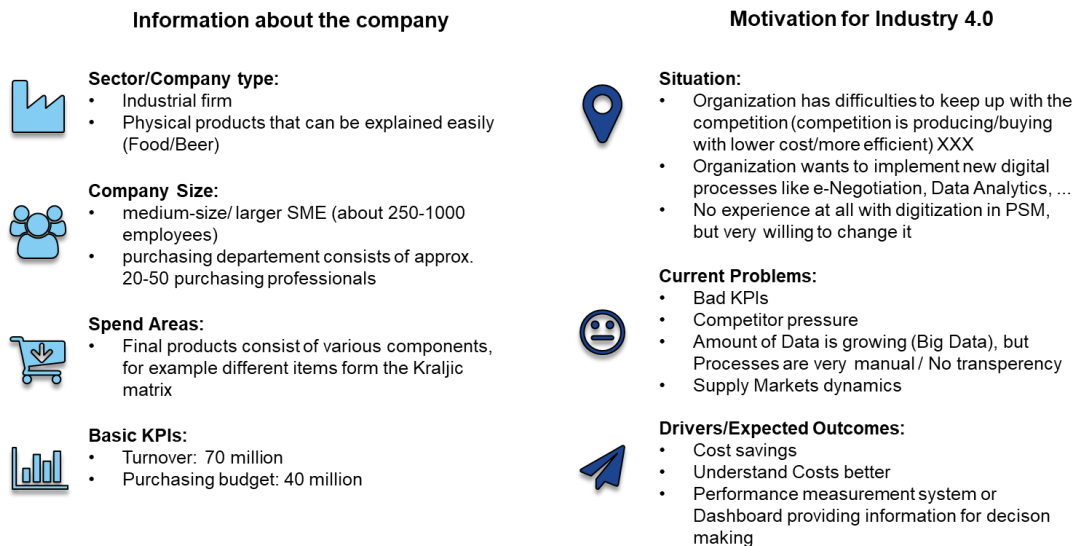 Information about the company
Sector/Company type:
• Industrial firm
• Physical products that can be explained easily
(Food/Beer)
Company Size:
• medium-size/ larger SME (about 250-1000
employees)
• purchasing departement consists of approx.
20-50 purchasing professionals
Spend Areas:
• Final products consist of various components,
for example different items form the Kraljic
matrix
Basic KPIs:
• Turnover: 70 million
• Purchasing budget: 40 million
Motivation for Industry 4.0
Situation:
• Organization has difficulties to keep up with the
competition (competition is producing/buying
with lower cost/more efficient) XXX
• Organization wants to implement new digital
processes like e-Negotiation, Data Analytics, ...
• No experience at all with digitization in PSM,
but very willing to change it
Current Problems:
• Bad KPIs
• Competitor pressure
• Amount of Data is growing (Big Data), but
Processes are very manual / No transperency
• Supply Markets dynamics
Drivers/Expected Outcomes:
• Cost savings
• Understand Costs better
• Performance measurement system or
Dashboard providing information for decison
making